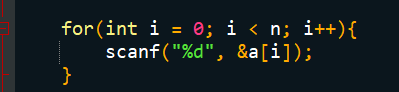 for(int i = 0; i < n; i++){
    scanf("%d", &a[i]);
}